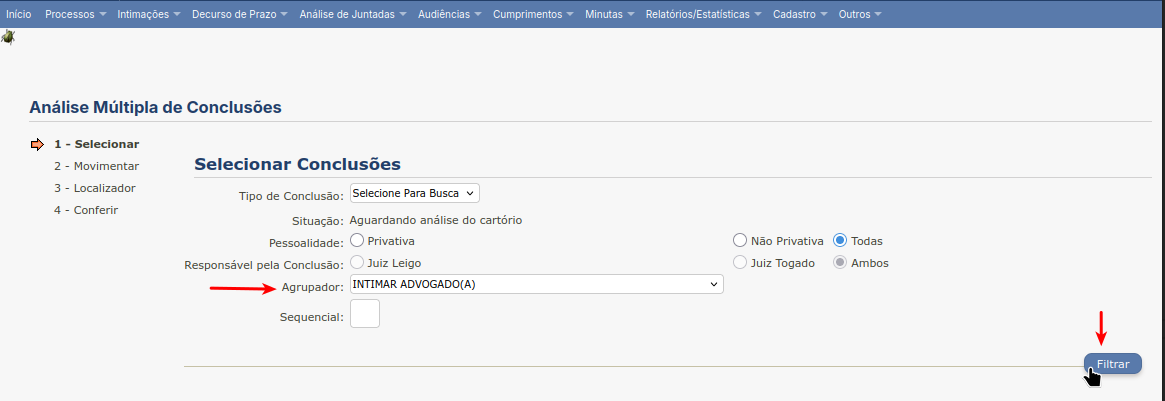 Início Processos Intimações Decurso de Prazo Análise de Juntadas Audiências Cumprimentos Minutas Relatórios/Estatísticas Cadastro Outros
Análise Múltipla de Conclusões
1 - Selecionar
2 - Movimentar
3 - Localizador
4 - Conferir
Selecionar Conclusões
Tipo de Conclusão: Selecione Para Busca
Situação: Aguardando análise do cartório
Pessoalidade: Privativa Não Privativa Todas
Responsável pela Conclusão: Juiz Leigo Juiz Togado Ambos
Agrupador: INTIMAR ADVOGADO(A)
Sequencial:
Filtrar